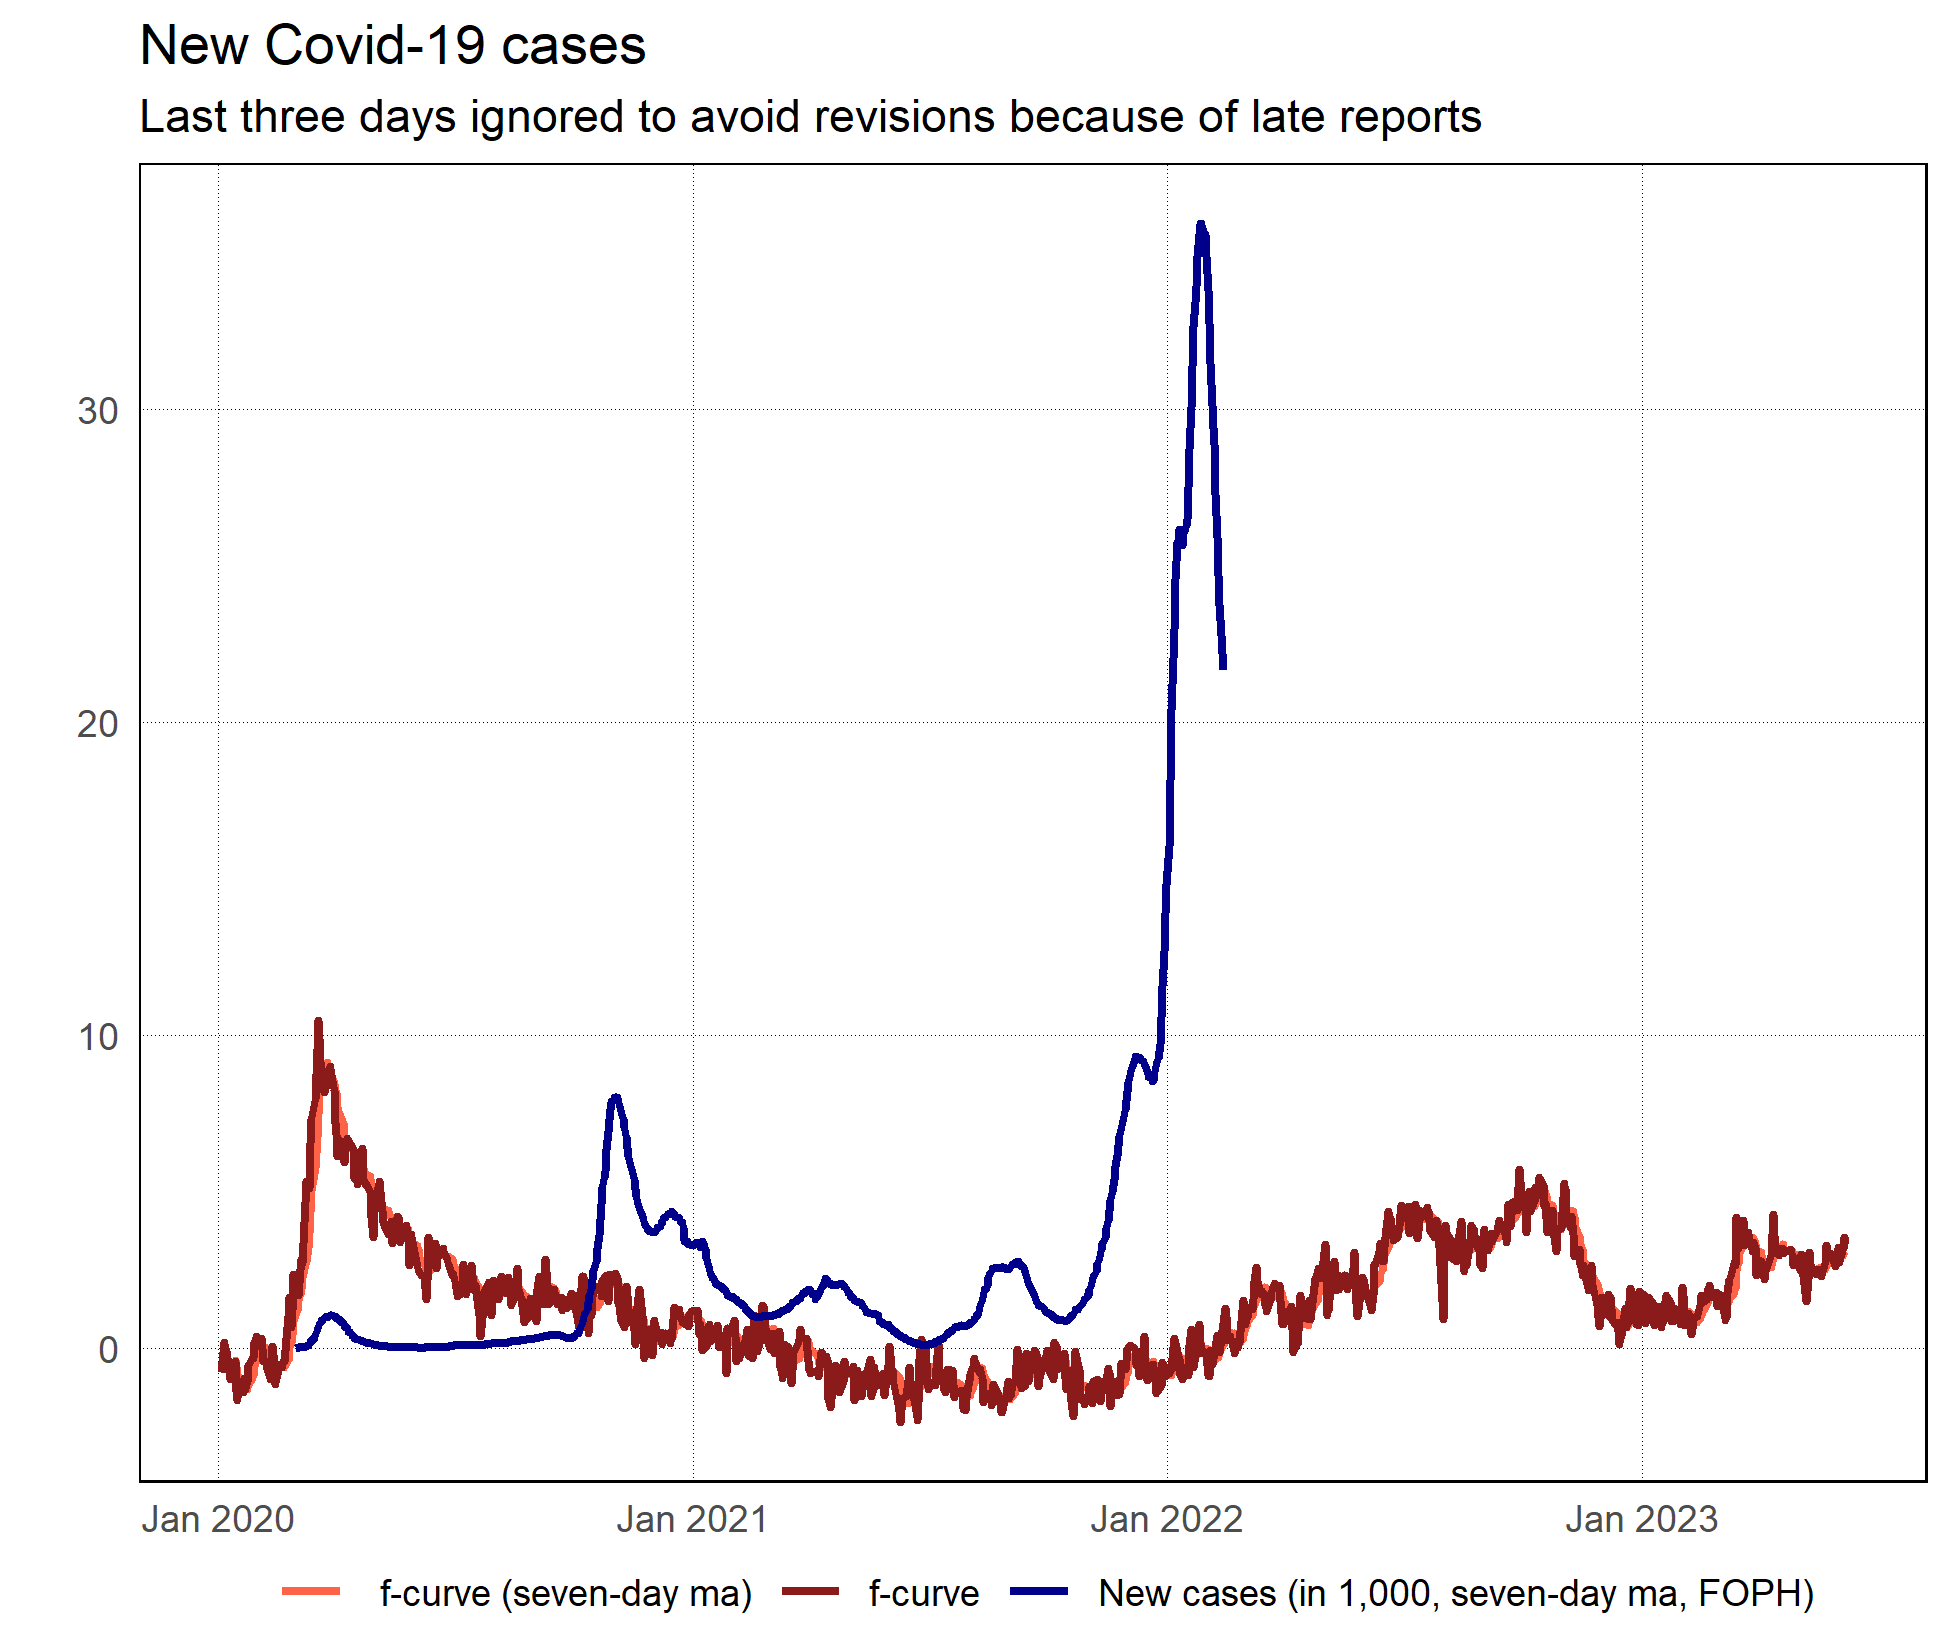 New Covid-19 cases
Last three days ignored to avoid revisions because of late reports
30
20
10
0
Jan 2020 Jan 2021 Jan 2022 Jan 2023
f-curve (seven-day ma) f-curve New cases (in 1,000, seven-day ma, FOPH)